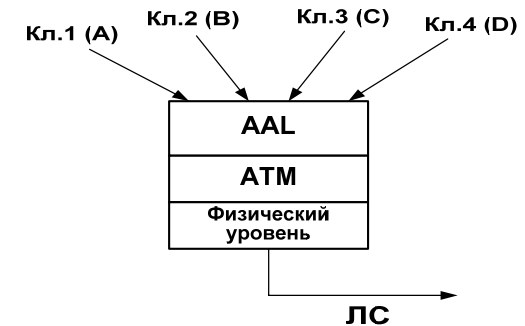 Кл.1 (A)
Кл.2 (B)
Кл.3 (C)
Кл.4 (D)
AAL
ATM
Физический
уровень
ЛС